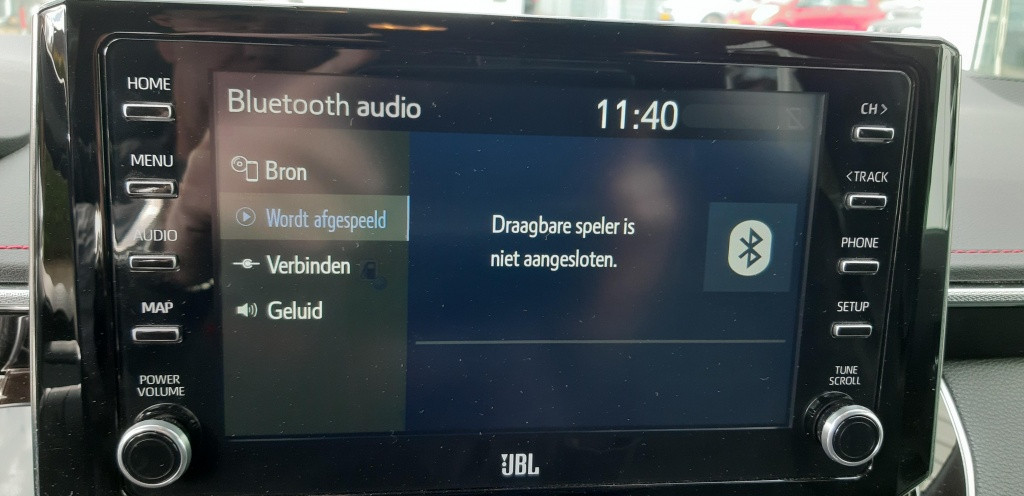 HOME
MENU
AUDIO
MAP
POWER
VOLUME
Bluetooth audio
11:40
Bron
Wordt afgespeeld
Verbinden
Geluid
Draagbare speler is
niet aangesloten.
CH >
< TRACK
PHONE
SETUP
TUNE
SCROLL
JBL